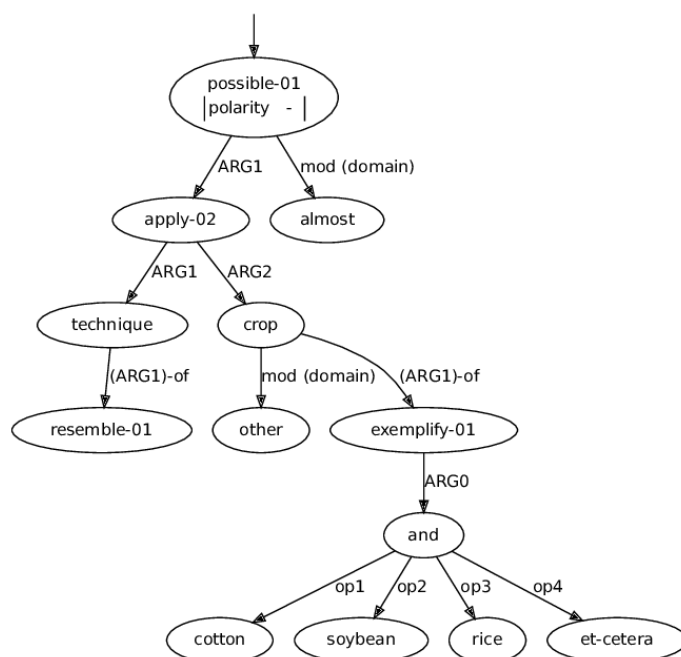 possible-01
|polarity - |
ARG1 mod (domain)
apply-02 almost
ARG1 ARG2
technique crop
(ARG1)-of mod (domain) (ARG1)-of
resemble-01 other exemplify-01
ARG0
and
op1 op2 op3 op4
cotton soybean rice et-cetera